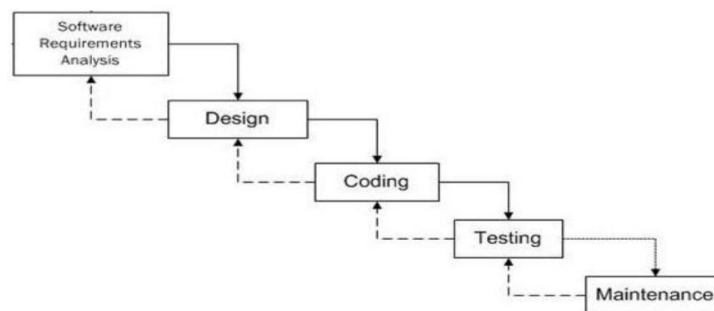 Software
Requirements
Analysis
Design
Coding
Testing
Maintenance